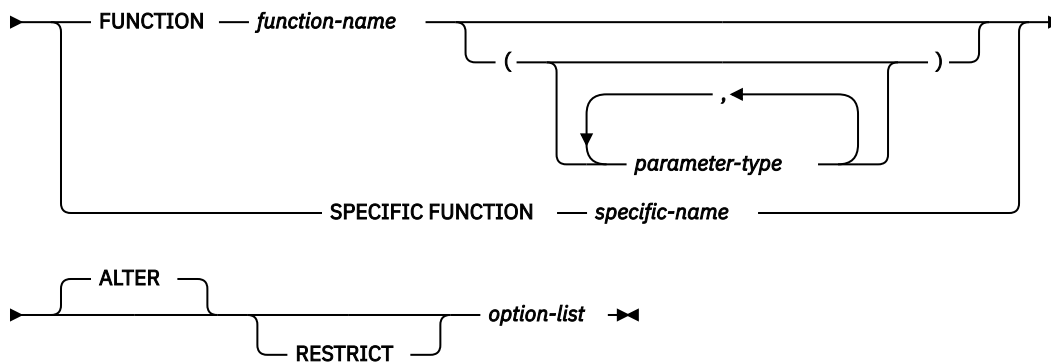 FUNCTION function-name
( )
,
parameter-type
SPECIFIC FUNCTION specific-name
ALTER
option-list
RESTRICT